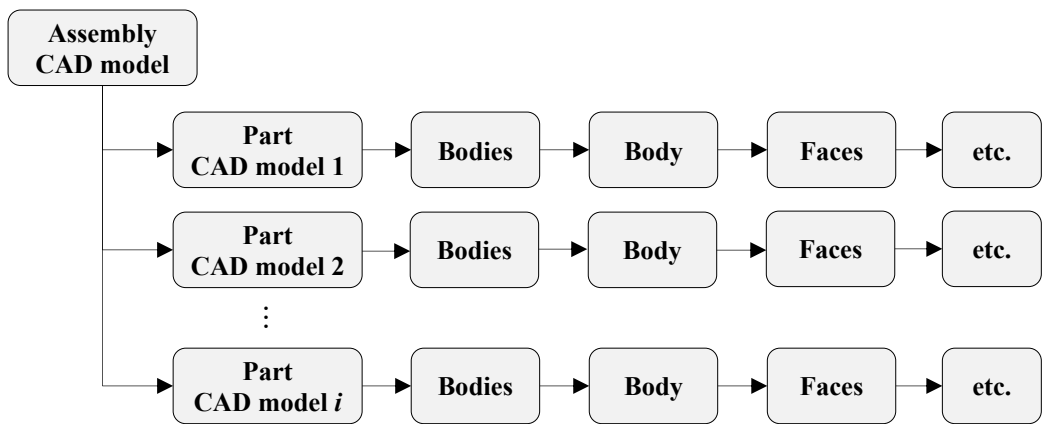 Assembly
CAD model
Part
CAD model 1
Bodies
Body
Faces
etc.
Part
CAD model 2
Bodies
Body
Faces
etc.
⋮
Part
CAD model i
Bodies
Body
Faces
etc.